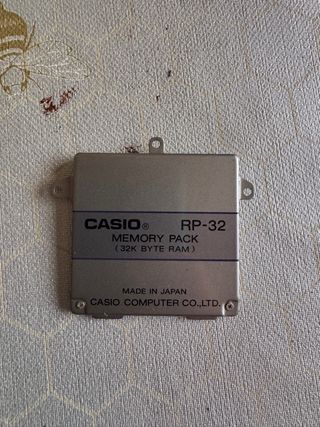 CASIO® RP-32
MEMORY PACK
(32K BYTE RAM)
MADE IN JAPAN
CASIO COMPUTER CO.,LTD.